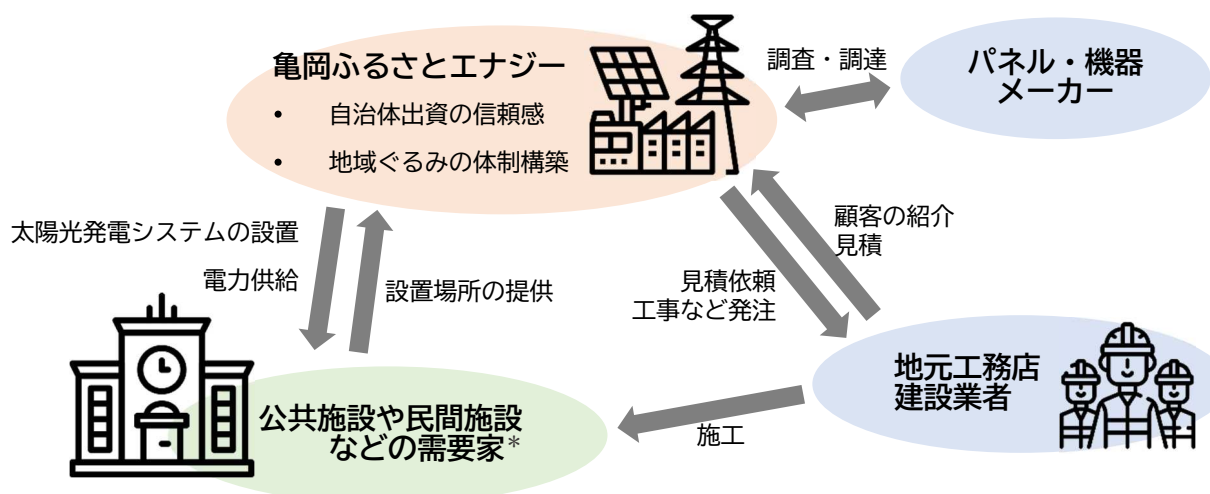 亀岡ふるさとエナジー
• 自治体出資の信頼感
• 地域ぐるみの体制構築
調査・調達
パネル・機器
メーカー
太陽光発電システムの設置
電力供給
設置場所の提供
顧客の紹介
見積
見積依頼
工事など発注
地元工務店
建設業者
公共施設や民間施設
などの需要家*
施工